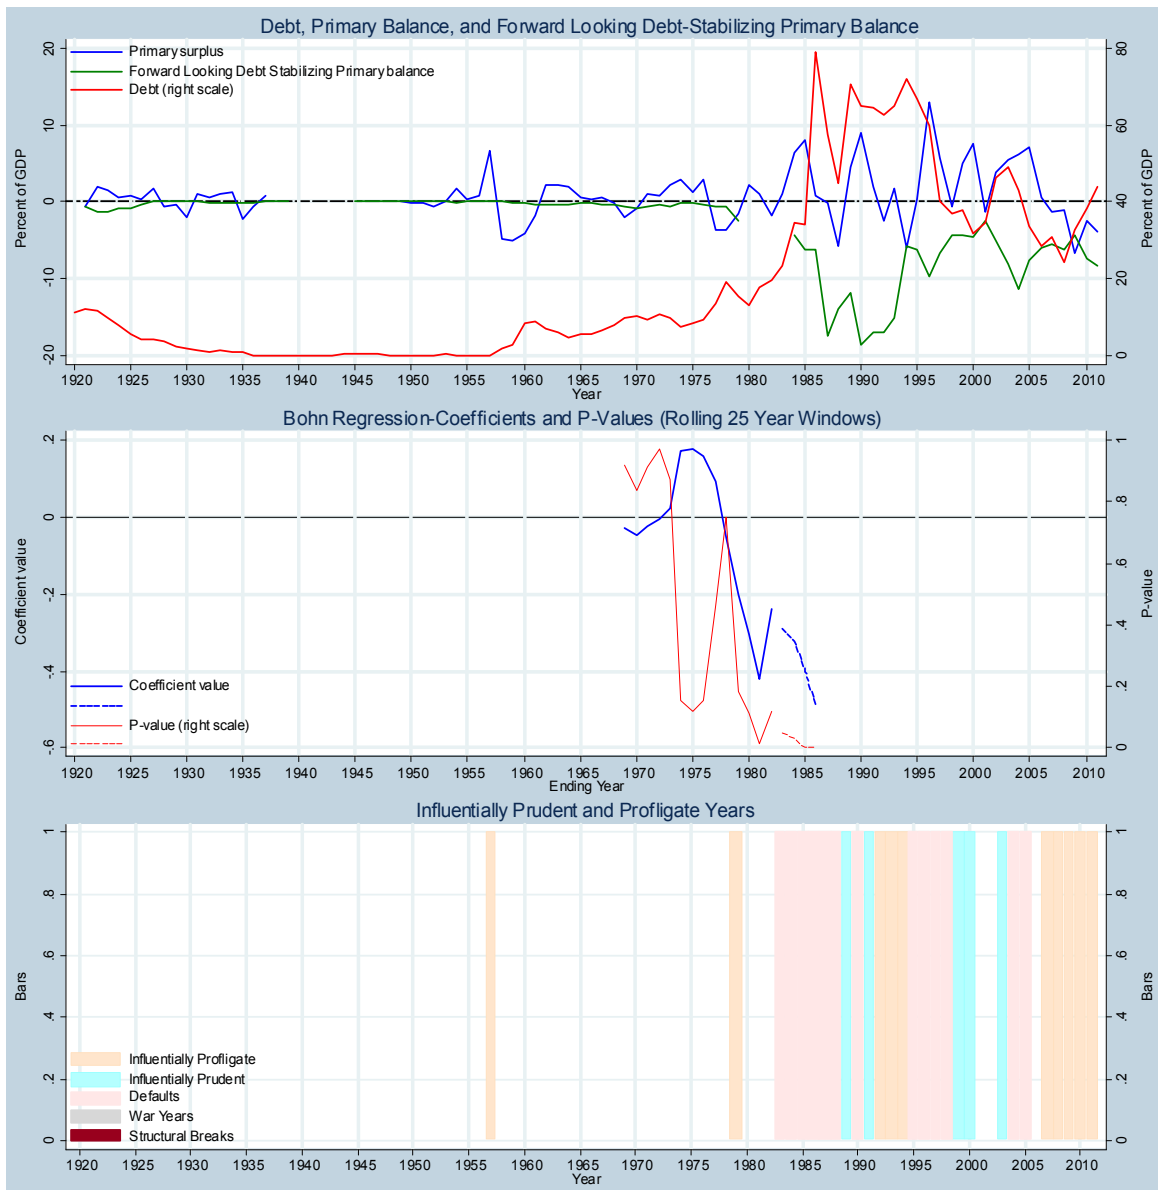 Debt, Primary Balance, and Forward Looking Debt-Stabilizing Primary Balance
Primary surplus
Forward Looking Debt Stabilizing Primary balance
Debt (right scale)
Percent of GDP
20
10
0
-10
-20
80
60
40
20
0
Percent of GDP
1920 1925 1930 1935 1940 1945 1950 1955 1960 1965 1970 1975 1980 1985 1990 1995 2000 2005 2010
Year
Bohn Regression-Coefficients and P-Values (Rolling 25 Year Windows)
Coefficient value
.2
0
-.2
-.4
-.6
1
.8
.6
.4
.2
0
P-value
Coefficient value
P-value (right scale)
1920 1925 1930 1935 1940 1945 1950 1955 1960 1965 1970 1975 1980 1985 1990 1995 2000 2005 2010
Ending Year
Influentially Prudent and Profligate Years
Bars
1
.8
.6
.4
.2
0
1
.8
.6
.4
.2
0
Bars
Influentially Profligate
Influentially Prudent
Defaults
War Years
Structural Breaks
1920 1925 1930 1935 1940 1945 1950 1955 1960 1965 1970 1975 1980 1985 1990 1995 2000 2005 2010
Year